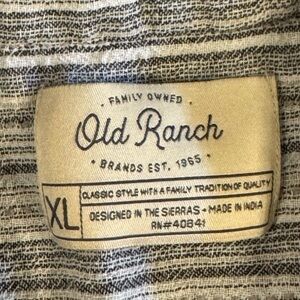 • FAMILY OWNED •
Old Ranch
• BRANDS EST. 1965 •
XL
CLASSIC STYLE WITH A FAMILY TRADITION OF QUALITY
DESIGNED IN THE SIERRAS • MADE IN INDIA
RN#40841